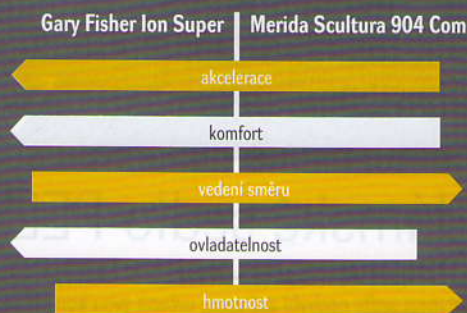 Gary Fisher Ion Super Merida Scultura 904 Com
akcelerace
komfort
vedení směru
ovladatelnost
hmotnost